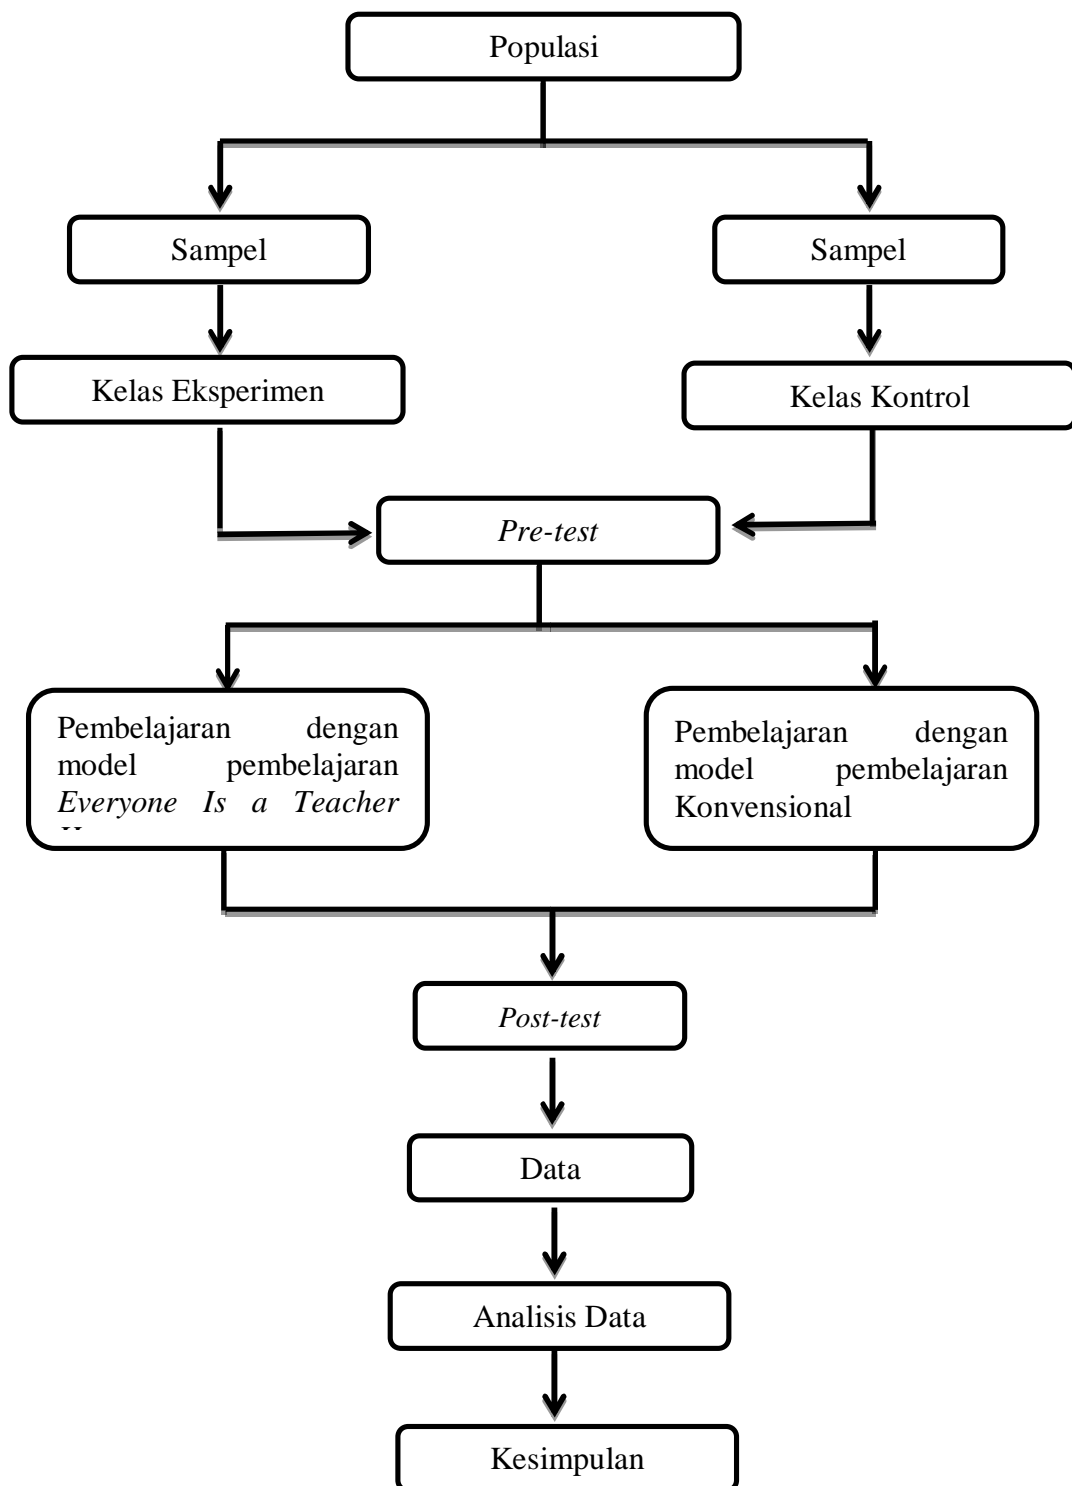 Populasi
Sampel
Sampel
Kelas Eksperimen
Kelas Kontrol
Pre-test
Pembelajaran dengan
model pembelajaran
Everyone Is a Teacher
Pembelajaran dengan
model pembelajaran
Konvensional
Post-test
Data
Analisis Data
Kesimpulan